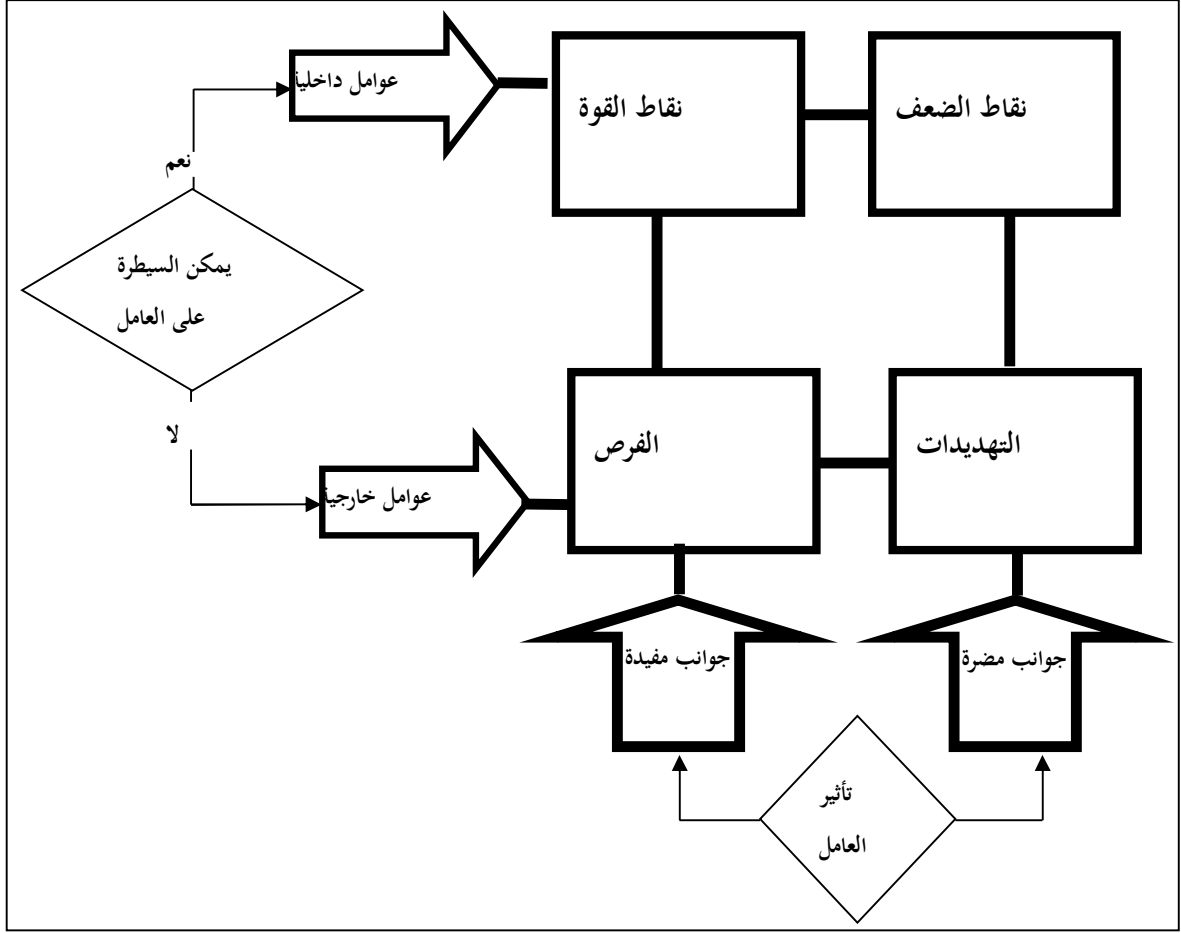 عوامل داخلية
نقاط القوة
نقاط الضعف
نعم
يمكن السيطرة
على العامل
لا
عوامل خارجية
الفرص
التهديدات
جوانب مفيدة
جوانب مضرة
تأثير
العامل